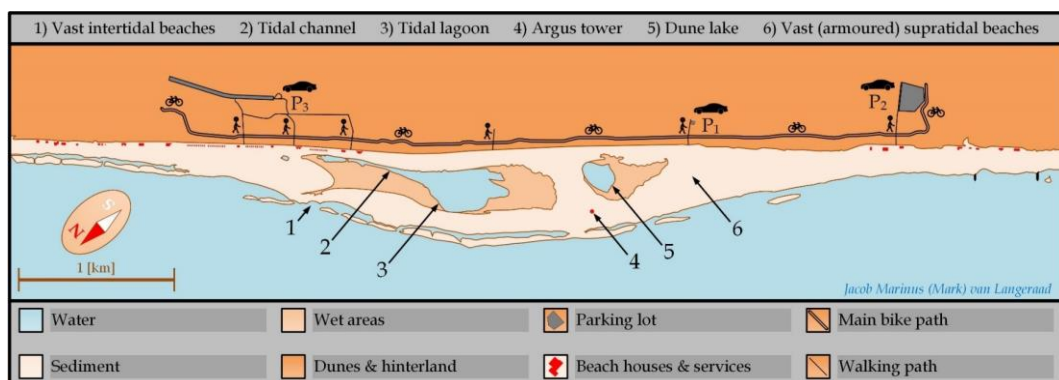 1) Vast intertidal beaches 2) Tidal channel 3) Tidal lagoon 4) Argus tower 5) Dune lake 6) Vast (armoured) supratidal beaches
P3
P2
P1
S
N
1
2
3
4
5
6
1 [km]
Jacob Marinus (Mark) van Langeraad
Water
Wet areas
Parking lot
Main bike path
Sediment
Dunes & hinterland
Beach houses & services
Walking path